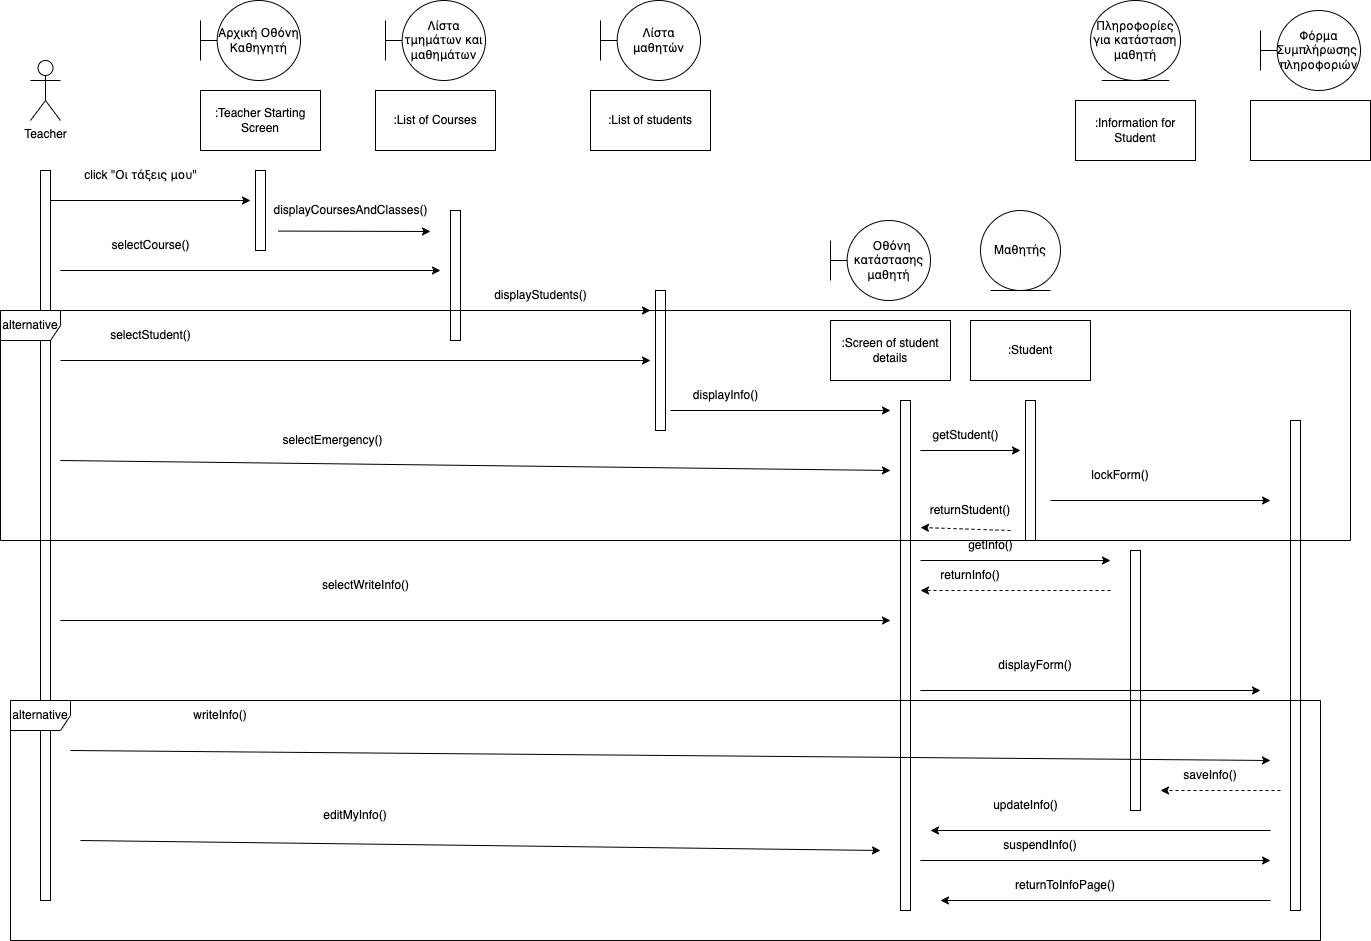 Αρχική Οθόνη
Καθηγητή
Λίστα
τμημάτων και
μαθημάτων
Λίστα
μαθητών
Πληροφορίες
για κατάσταση
μαθητή
Φόρμα
Συμπλήρωσης
πληροφοριών
Teacher
:Teacher Starting
Screen
:List of Courses
:List of students
:Information for
Student
click "Οι τάξεις μου"
displayCoursesAndClasses()
selectCourse()
Οθόνη
κατάστασης
μαθητή
Μαθητής
displayStudents()
alternative
selectStudent()
:Screen of student
details
:Student
displayInfo()
selectEmergency()
getStudent()
lockForm()
returnStudent()
getInfo()
returnInfo()
selectWriteInfo()
displayForm()
alternative
writeInfo()
saveInfo()
updateInfo()
editMyInfo()
suspendInfo()
returnToInfoPage()